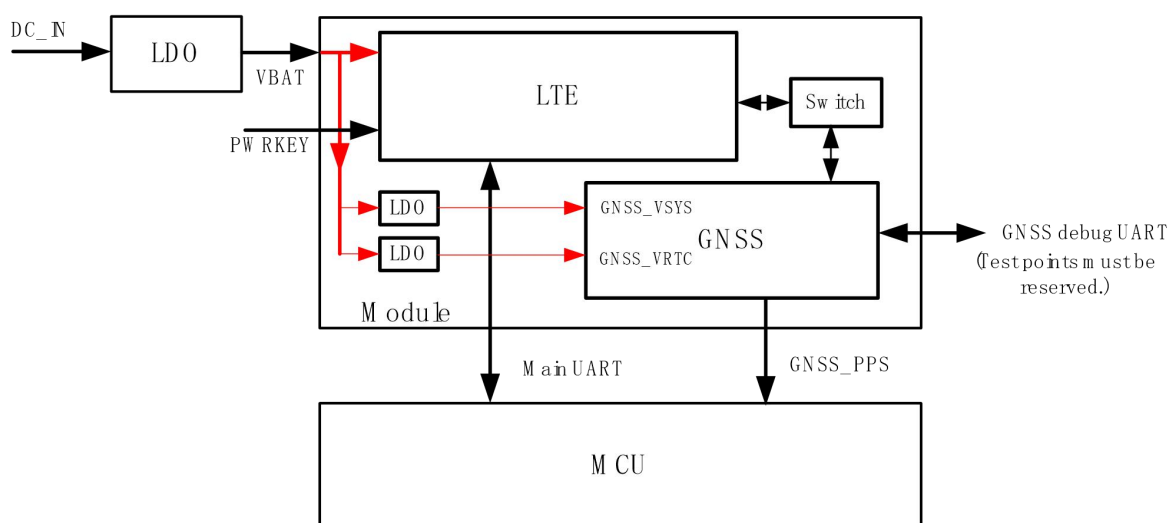 DC_IN
LDO
VBAT
LTE
Switch
PWRKEY
LDO
GNSS_VSYS
GNSS
LDO
GNSS_VRTC
GNSS debug UART
(Test points must be
reserved.)
Module
Main UART
GNSS_PPS
MCU